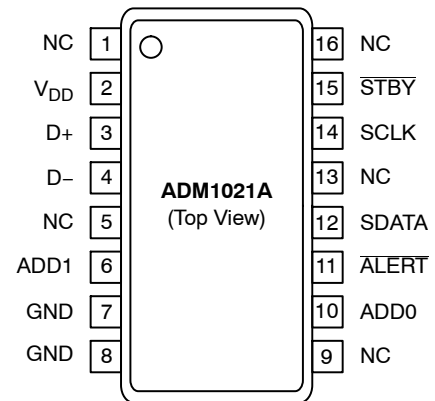 NC 1 16 NC
VDD 2 15 STBY
D+ 3 14 SCLK
D− 4 13 NC
ADM1021A
(Top View)
NC 5 12 SDATA
ADD1 6 11 ALERT
GND 7 10 ADD0
GND 8 9 NC